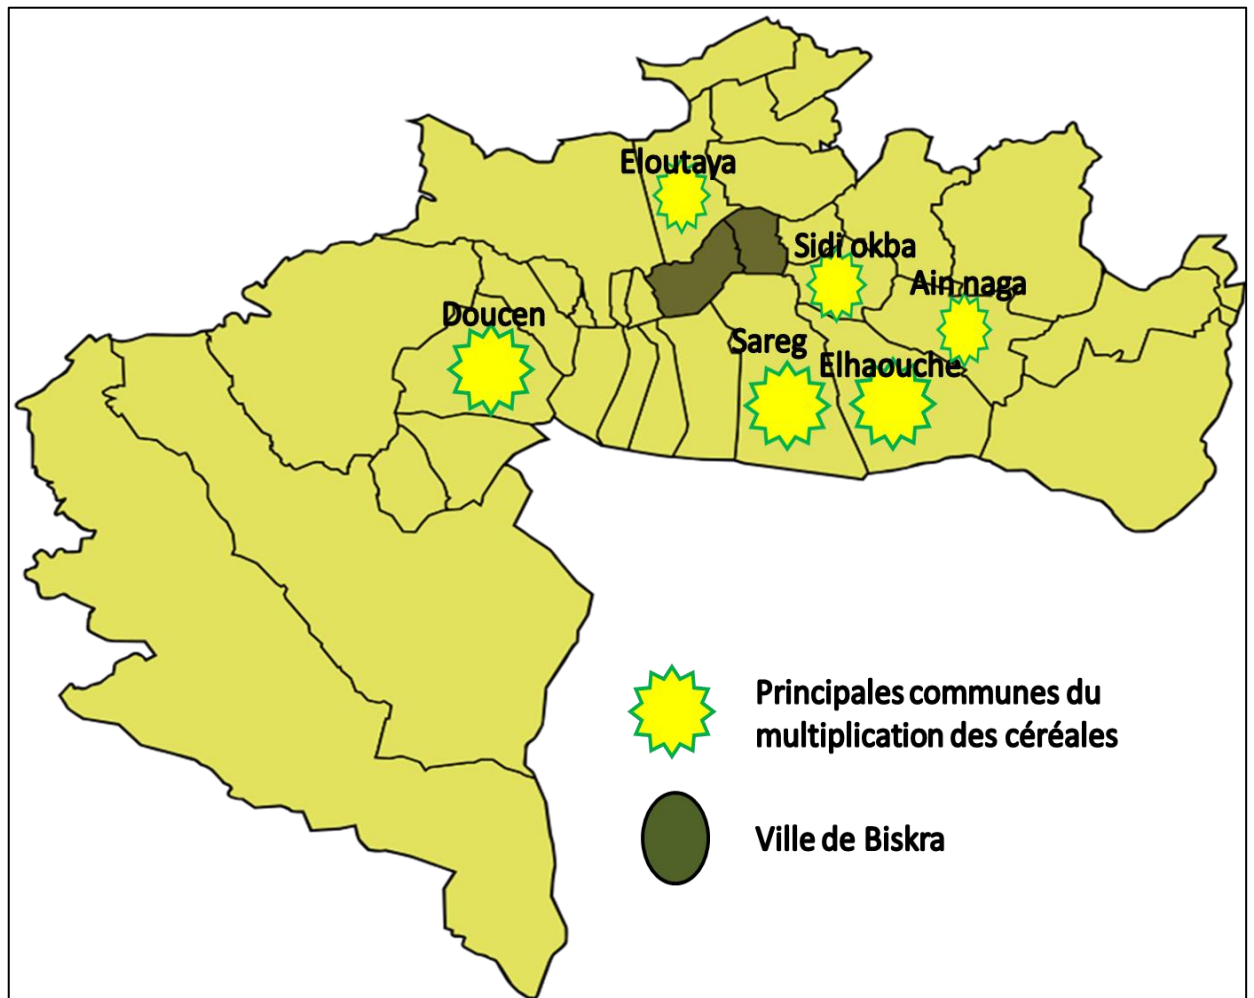 Eloutaya
Sidi okba
Ain naga
Doucen
Sareg
Elhaouche
Principales communes du
multiplication des céréales
Ville de Biskra